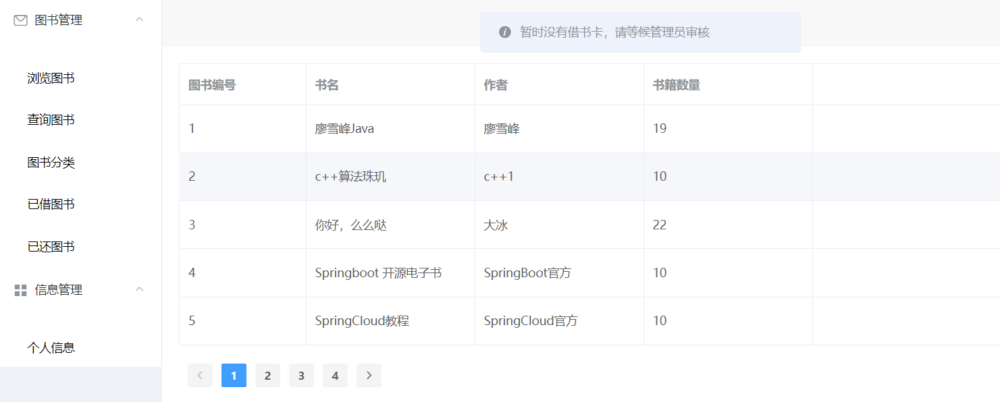 图书管理
浏览图书
查询图书
图书分类
已借图书
已还图书
信息管理
个人信息
暂时没有借书卡，请等候管理员审核
图书编号 书名 作者 书籍数量
1 廖雪峰Java 廖雪峰 19
2 c++算法珠玑 c++1 10
3 你好，么么哒 大冰 22
4 Springboot 开源电子书 SpringBoot官方 10
5 SpringCloud教程 SpringCloud官方 10
1 2 3 4